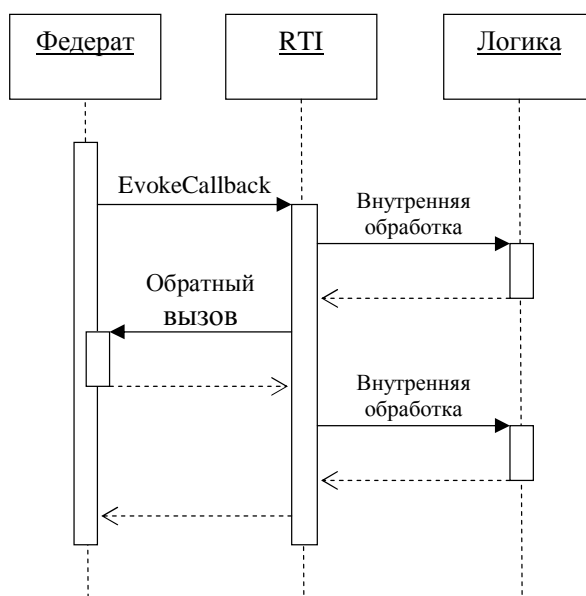 Федерат
RTI
Логика
EvokeCallback
Внутренняя
обработка
Обратный
вызов
Внутренняя
обработка